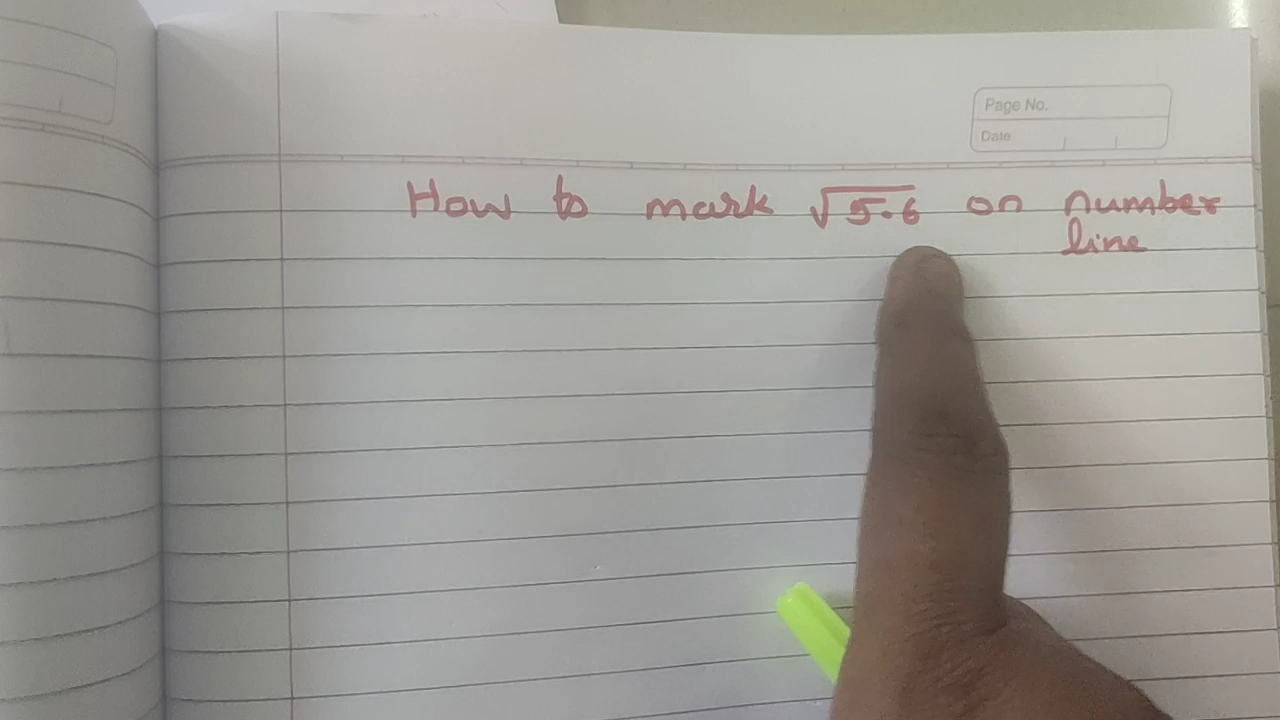 Page No.
Date
How to mark √5.6 on number
line